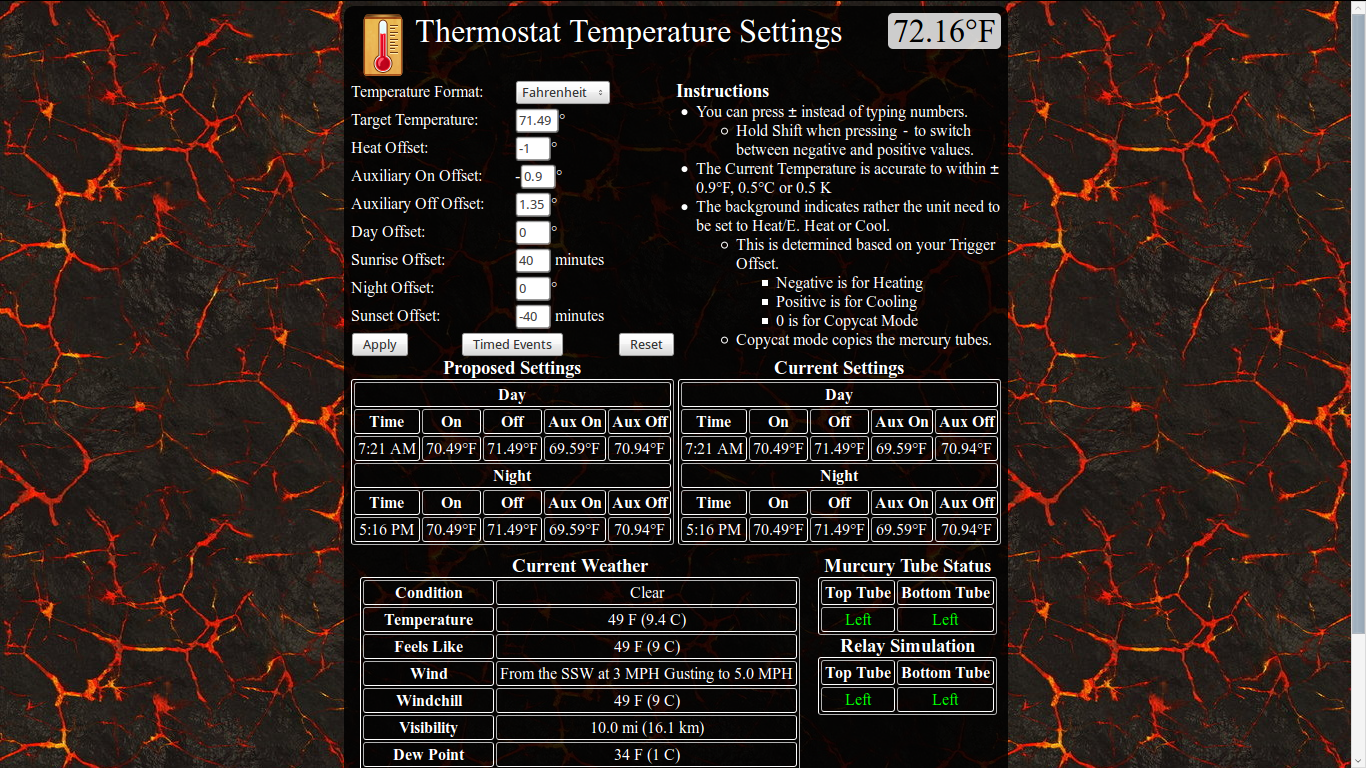 Thermostat Temperature Settings
72.16°F
Temperature Format: Fahrenheit
Target Temperature: 71.49 °
Heat Offset: -1 °
Auxiliary On Offset: - 0.9 °
Auxiliary Off Offset: 1.35 °
Day Offset: 0 °
Sunrise Offset: 40 minutes
Night Offset: 0 °
Sunset Offset: -40 minutes
Apply Timed Events Reset
Instructions
• You can press ± instead of typing numbers.
○ Hold Shift when pressing - to switch
between negative and positive values.
• The Current Temperature is accurate to within ±
0.9°F, 0.5°C or 0.5 K
• The background indicates rather the unit need to
be set to Heat/E. Heat or Cool.
○ This is determined based on your Trigger
Offset.
■ Negative is for Heating
■ Positive is for Cooling
■ 0 is for Copycat Mode
○ Copycat mode copies the mercury tubes.
Proposed Settings
Day
Time On Off Aux On Aux Off
7:21 AM 70.49°F 71.49°F 69.59°F 70.94°F
Night
Time On Off Aux On Aux Off
5:16 PM 70.49°F 71.49°F 69.59°F 70.94°F
Current Settings
Day
Time On Off Aux On Aux Off
7:21 AM 70.49°F 71.49°F 69.59°F 70.94°F
Night
Time On Off Aux On Aux Off
5:16 PM 70.49°F 71.49°F 69.59°F 70.94°F
Current Weather
Condition Clear
Temperature 49 F (9.4 C)
Feels Like 49 F (9 C)
Wind From the SSW at 3 MPH Gusting to 5.0 MPH
Windchill 49 F (9 C)
Visibility 10.0 mi (16.1 km)
Dew Point 34 F (1 C)
Murcury Tube Status
Top Tube Bottom Tube
Left Left
Relay Simulation
Top Tube Bottom Tube
Left Left